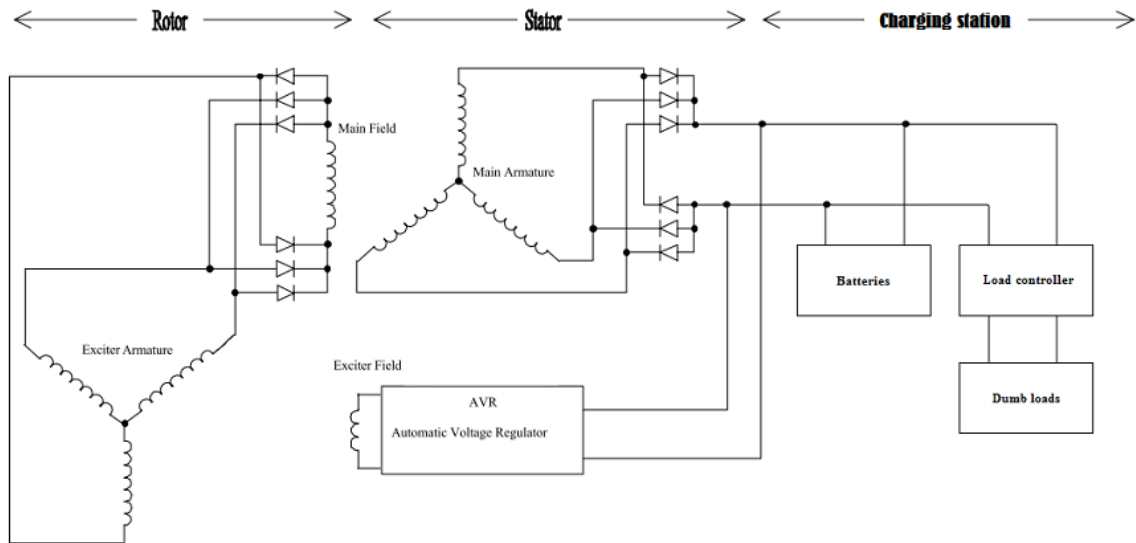 Rotor
Stator
Charging station
Main Field
Main Armature
Batteries
Load controller
Exciter Armature
Exciter Field
AVR
Automatic Voltage Regulator
Dumb loads